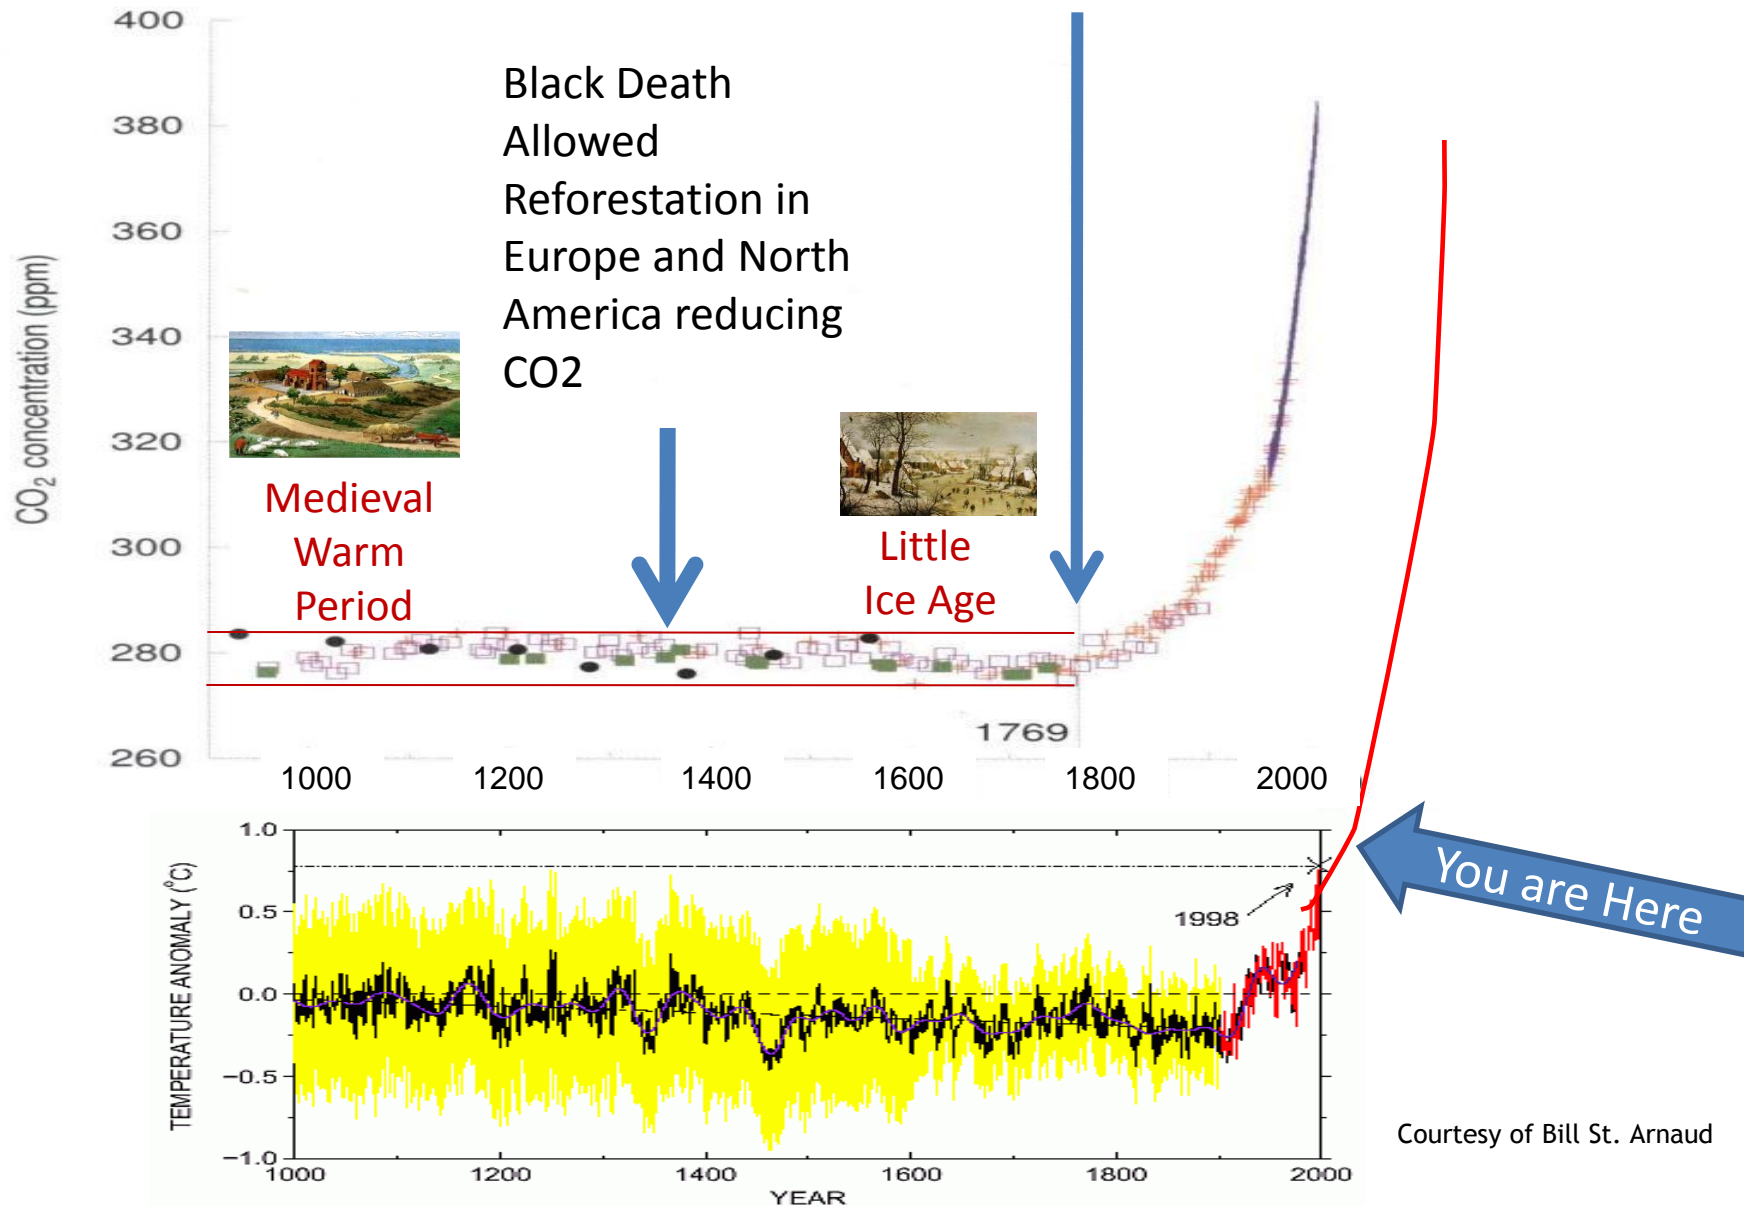 400
380
360
340
320
300
280
260
CO₂ concentration (ppm)
Black Death
Allowed
Reforestation in
Europe and North
America reducing
CO2
Medieval
Warm
Period
Little
Ice Age
1769
1000
1200
1400
1600
1800
2000
You are Here
1.0
0.5
0.0
−0.5
−1.0
TEMPERATURE ANOMALY (°C)
1998
1000
1200
1400
1600
1800
2000
YEAR
Courtesy of Bill St. Arnaud